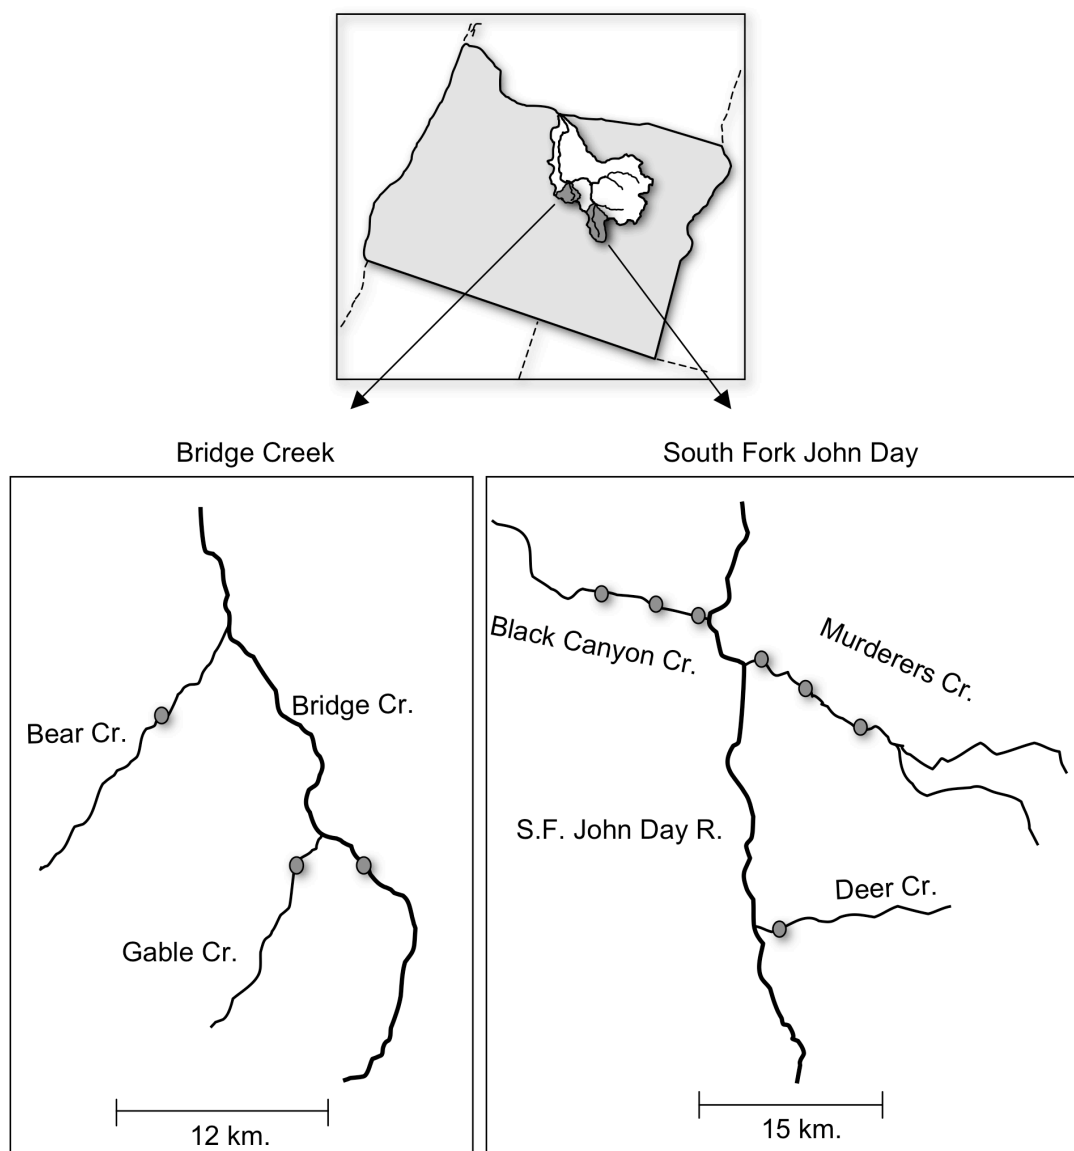 Bridge Creek
South Fork John Day
Bear Cr.
Bridge Cr.
Gable Cr.
12 km.
Black Canyon Cr.
Murderers Cr.
S.F. John Day R.
Deer Cr.
15 km.